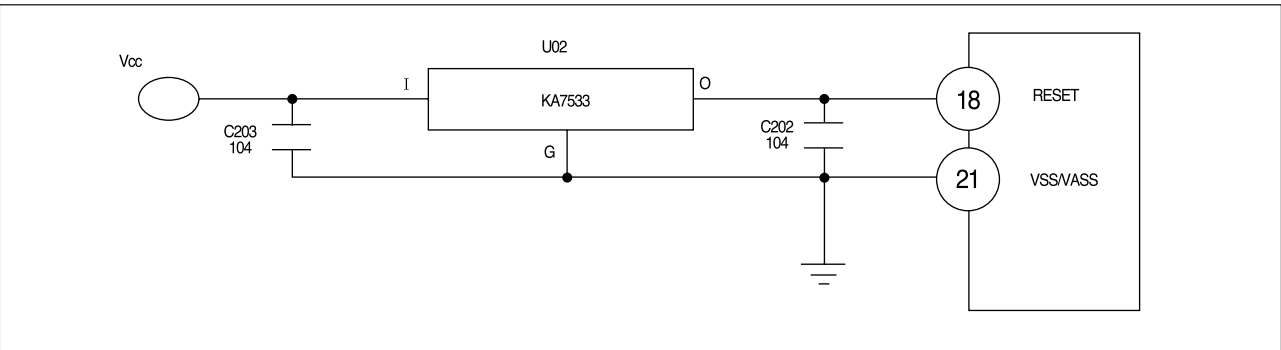 U02
Vcc
I
KA7533
O
G
C203
104
C202
104
18
RESET
21
VSS/VASS